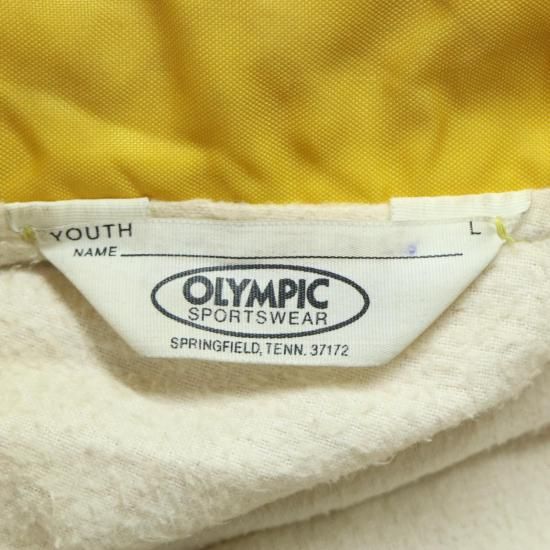 YOUTH L
NAME
OLYMPIC
SPORTSWEAR
SPRINGFIELD, TENN. 37172